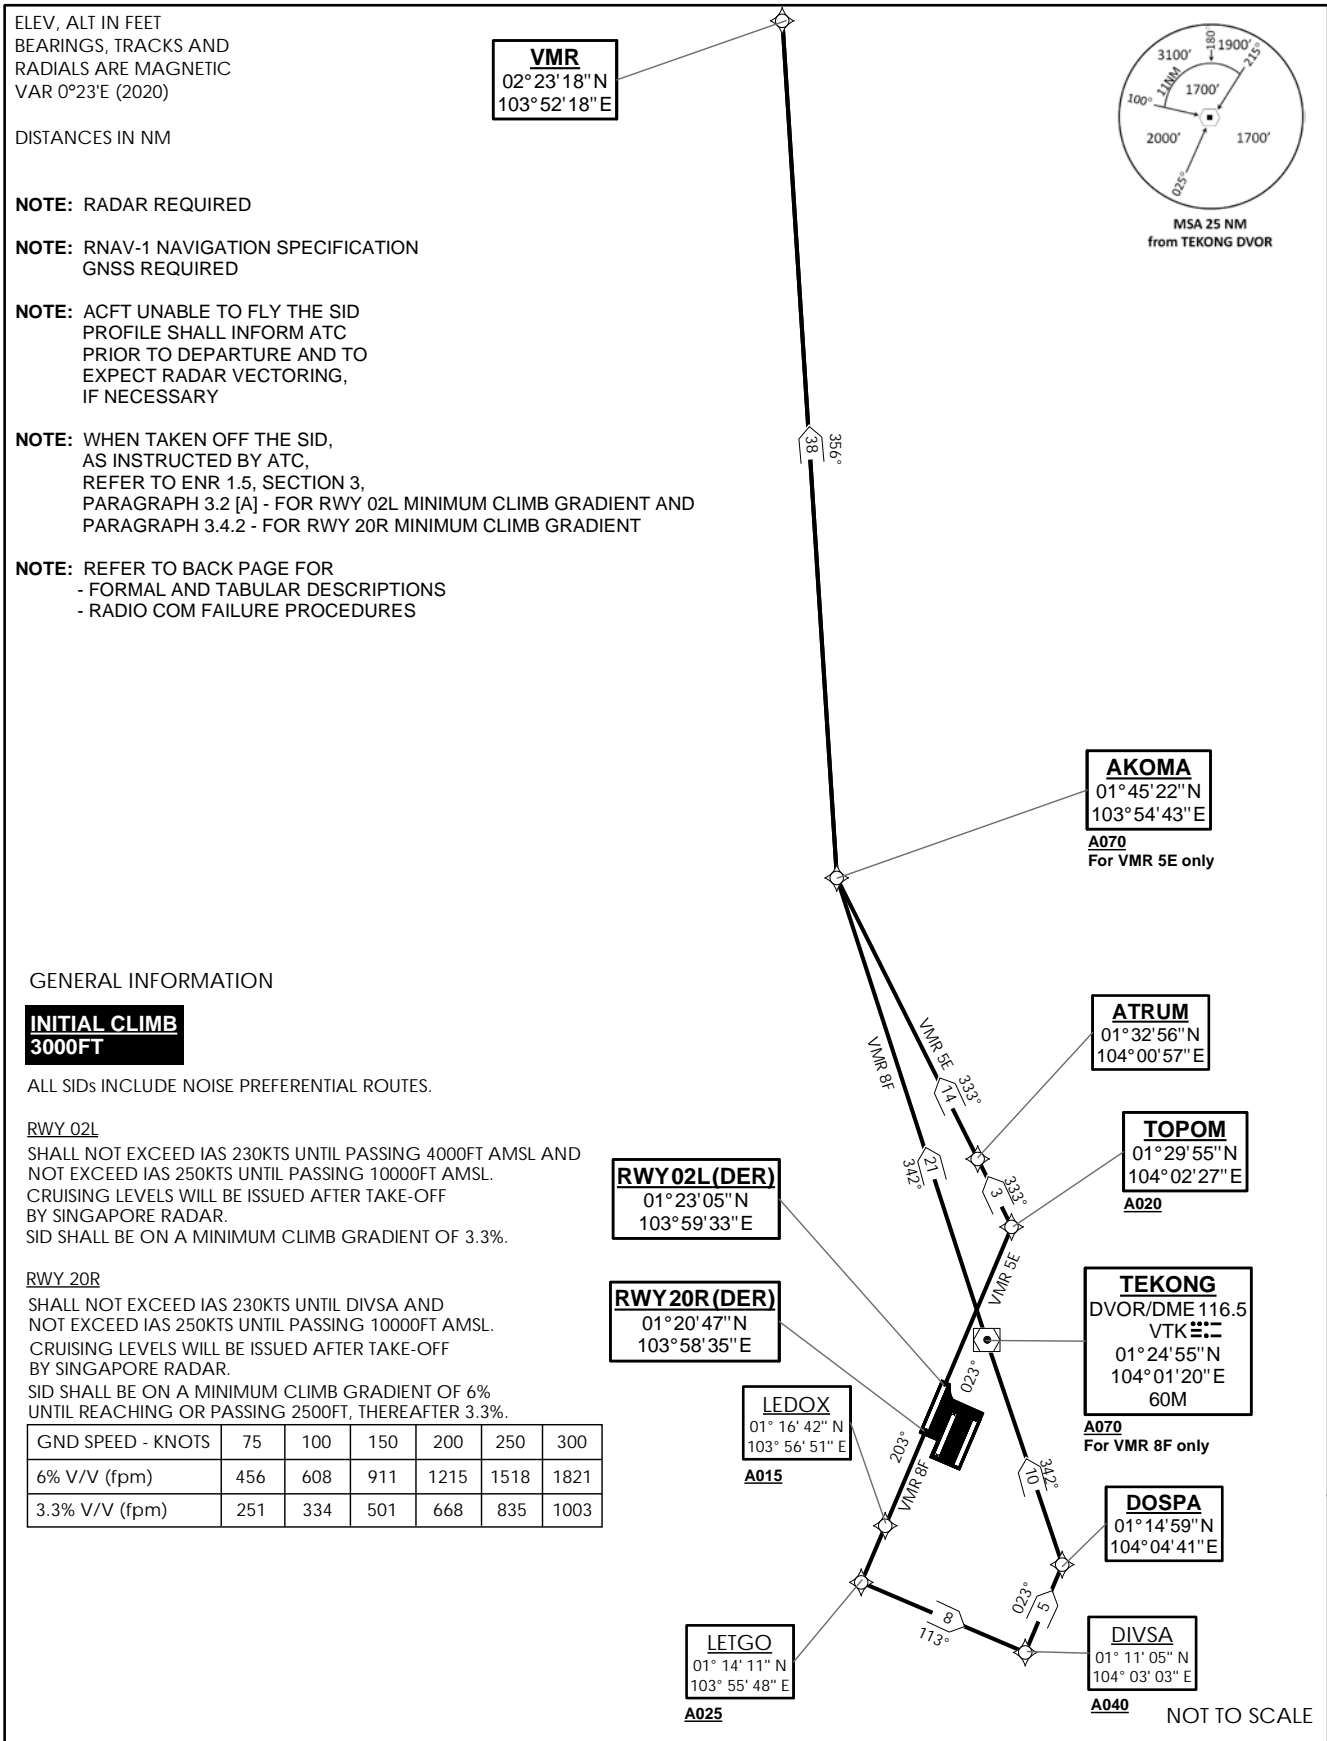 ELEV, ALT IN FEET
BEARINGS, TRACKS AND
RADIALS ARE MAGNETIC
VAR 0°23'E (2020)
DISTANCES IN NM
NOTE: RADAR REQUIRED
NOTE: RNAV-1 NAVIGATION SPECIFICATION
GNSS REQUIRED
NOTE: ACFT UNABLE TO FLY THE SID
PROFILE SHALL INFORM ATC
PRIOR TO DEPARTURE AND TO
EXPECT RADAR VECTORING,
IF NECESSARY
NOTE: WHEN TAKEN OFF THE SID,
AS INSTRUCTED BY ATC,
REFER TO ENR 1.5, SECTION 3,
PARAGRAPH 3.2 [A] - FOR RWY 02L MINIMUM CLIMB GRADIENT AND
PARAGRAPH 3.4.2 - FOR RWY 20R MINIMUM CLIMB GRADIENT
NOTE: REFER TO BACK PAGE FOR
- FORMAL AND TABULAR DESCRIPTIONS
- RADIO COM FAILURE PROCEDURES
VMR
02°23'18"N
103°52'18"E
3100'
180°
1900'
215°
11NM
1700'
100°
2000'
1700'
025°
MSA 25 NM
from TEKONG DVOR
38
356°
AKOMA
01°45'22"N
103°54'43"E
A070
For VMR 5E only
GENERAL INFORMATION
INITIAL CLIMB
3000FT
ALL SIDs INCLUDE NOISE PREFERENTIAL ROUTES.
RWY 02L
SHALL NOT EXCEED IAS 230KTS UNTIL PASSING 4000FT AMSL AND
NOT EXCEED IAS 250KTS UNTIL PASSING 10000FT AMSL.
CRUISING LEVELS WILL BE ISSUED AFTER TAKE-OFF
BY SINGAPORE RADAR.
SID SHALL BE ON A MINIMUM CLIMB GRADIENT OF 3.3%.
RWY 20R
SHALL NOT EXCEED IAS 230KTS UNTIL DIVSA AND
NOT EXCEED IAS 250KTS UNTIL PASSING 10000FT AMSL.
CRUISING LEVELS WILL BE ISSUED AFTER TAKE-OFF
BY SINGAPORE RADAR.
SID SHALL BE ON A MINIMUM CLIMB GRADIENT OF 6%
UNTIL REACHING OR PASSING 2500FT, THEREAFTER 3.3%.
GND SPEED - KNOTS 75 100 150 200 250 300
6% V/V (fpm) 456 608 911 1215 1518 1821
3.3% V/V (fpm) 251 334 501 668 835 1003
VMR 8F
VMR 5E
14
333°
21
342°
3
333°
VMR 5E
ATRUM
01°32'56"N
104°00'57"E
TOPOM
01°29'55"N
104°02'27"E
A020
RWY02L(DER)
01°23'05"N
103°59'33"E
RWY20R(DER)
01°20'47"N
103°58'35"E
TEKONG
DVOR/DME 116.5
VTK
01°24'55"N
104°01'20"E
60M
A070
For VMR 8F only
023°
203°
VMR 8F
LEDOX
01° 16' 42" N
103° 56' 51" E
A015
10
342°
DOSPA
01°14'59"N
104°04'41"E
023°
5
8
113°
LETGO
01° 14' 11" N
103° 55' 48" E
A025
DIVSA
01° 11' 05" N
104° 03' 03" E
A040
NOT TO SCALE